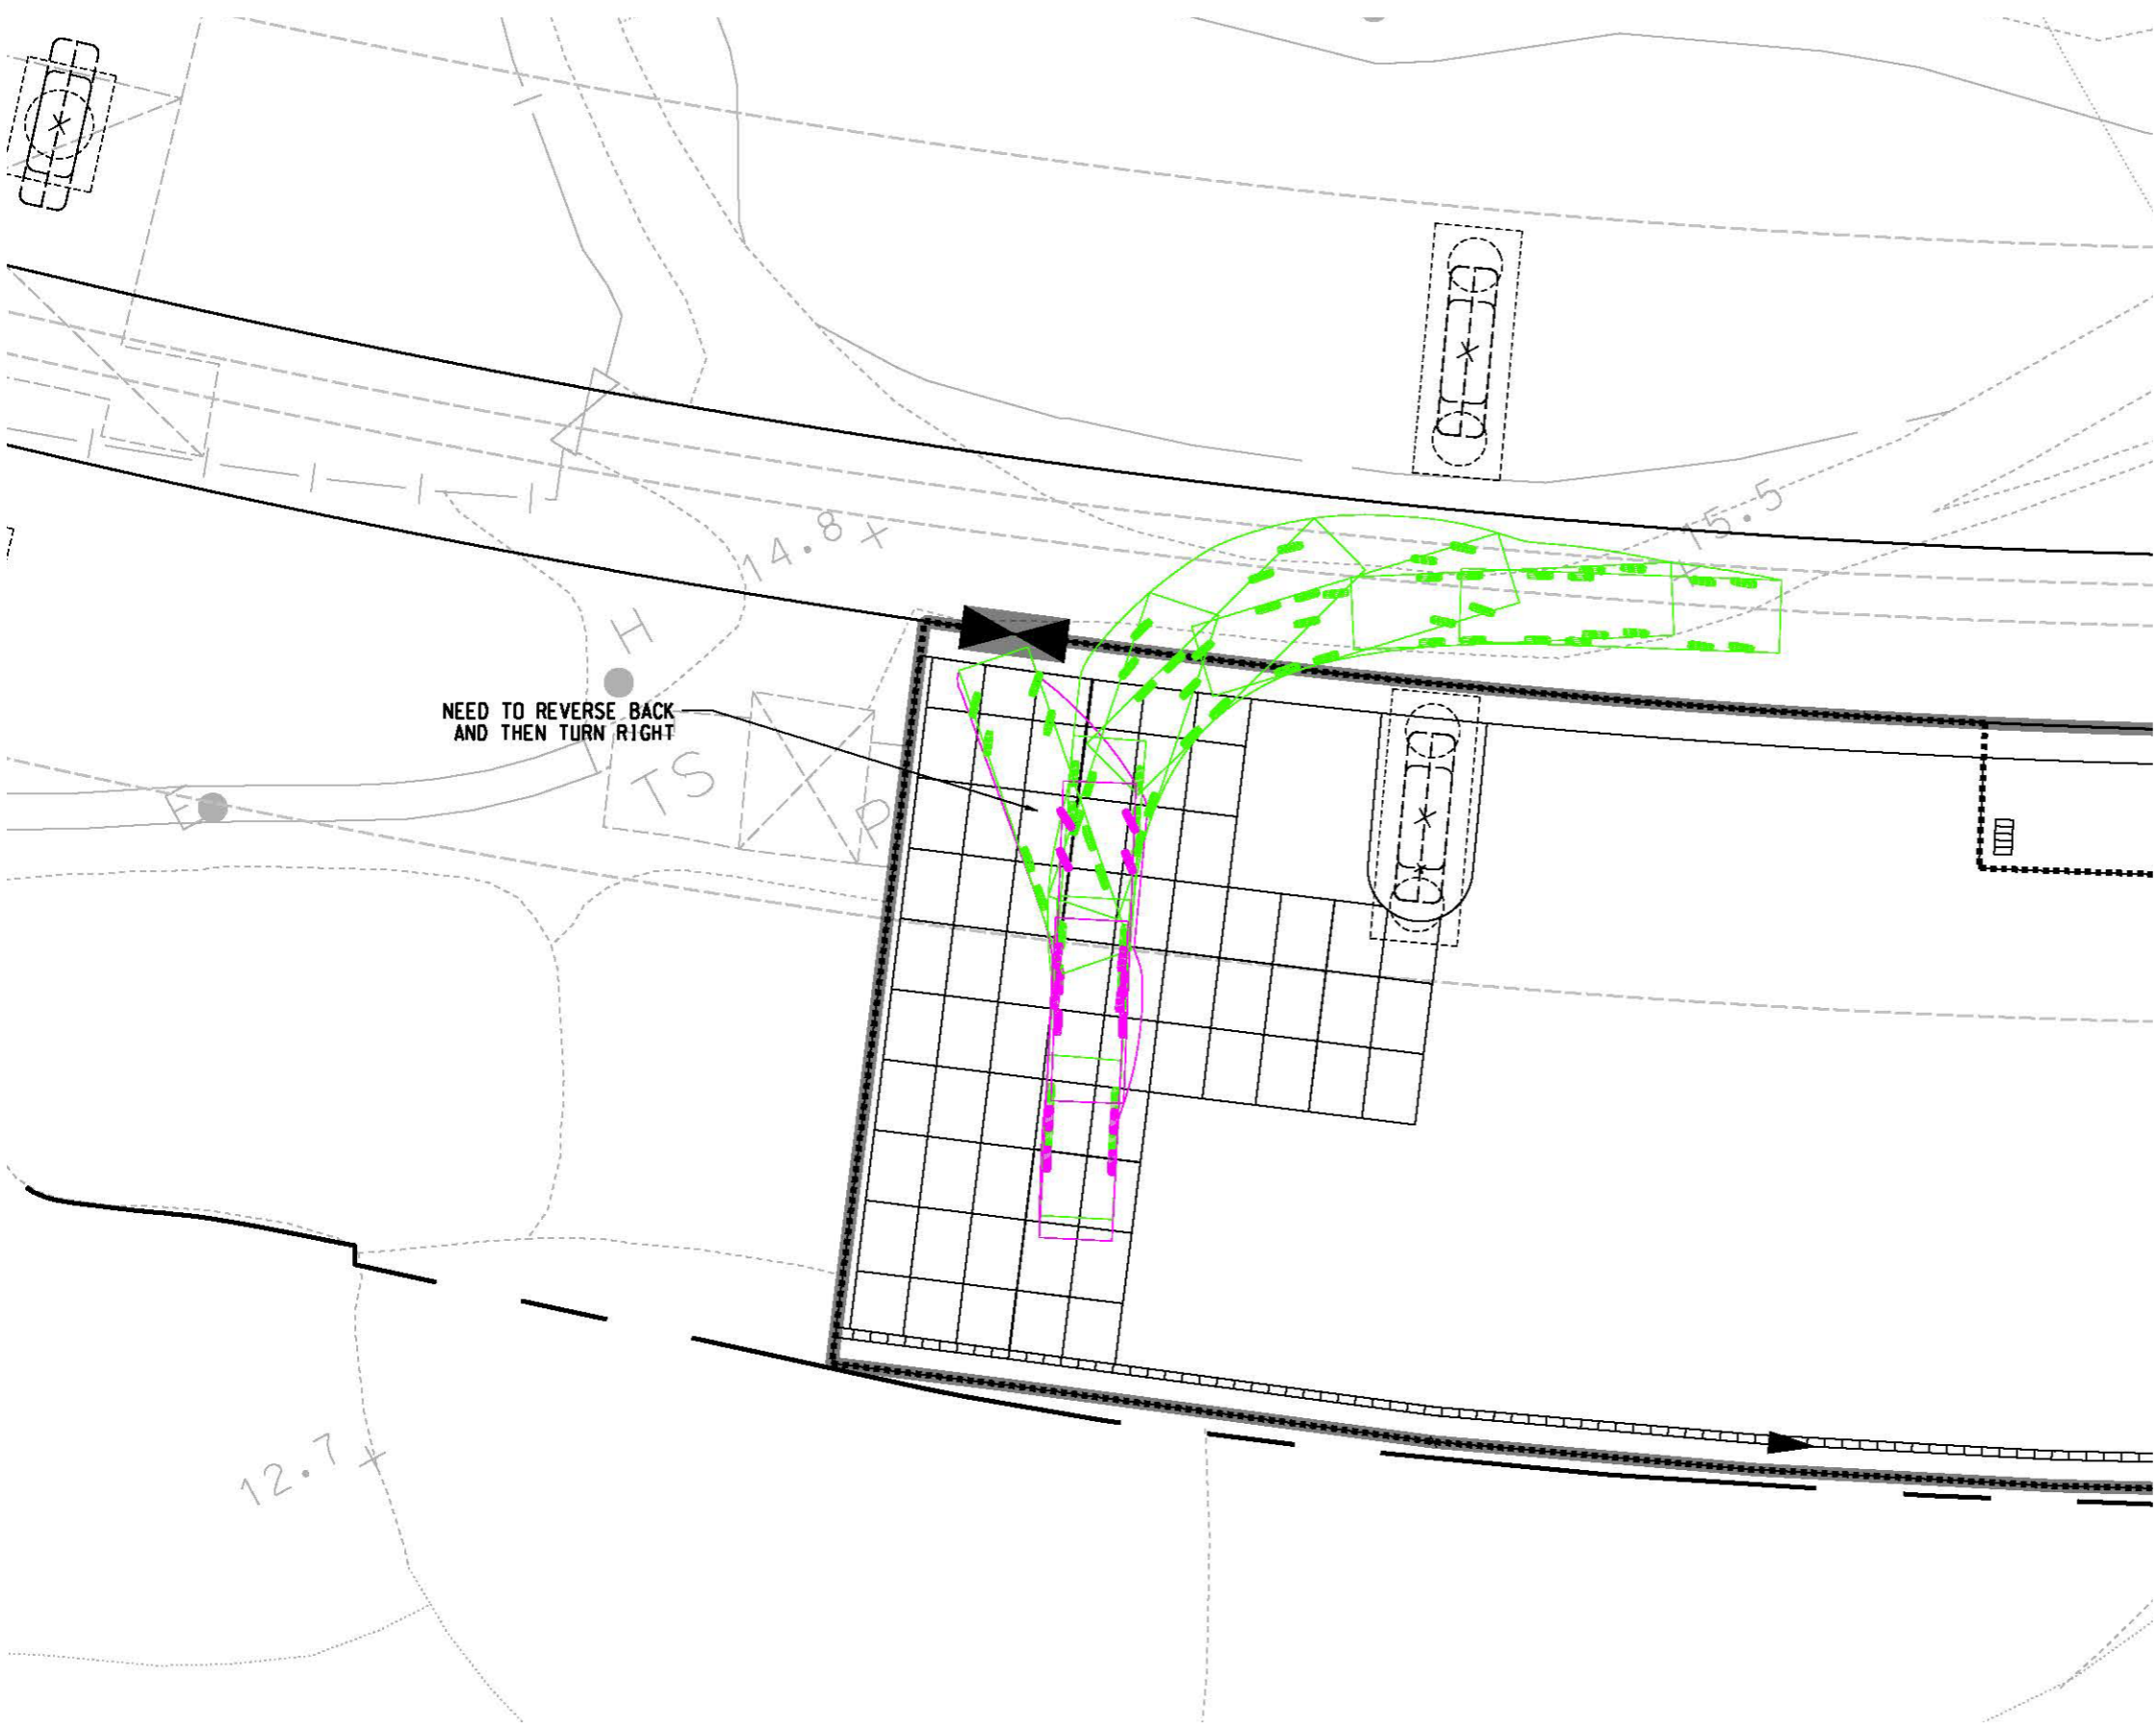 15.5
14.8
H
NEED TO REVERSE BACK
AND THEN TURN RIGHT
TS
E
P
12.7